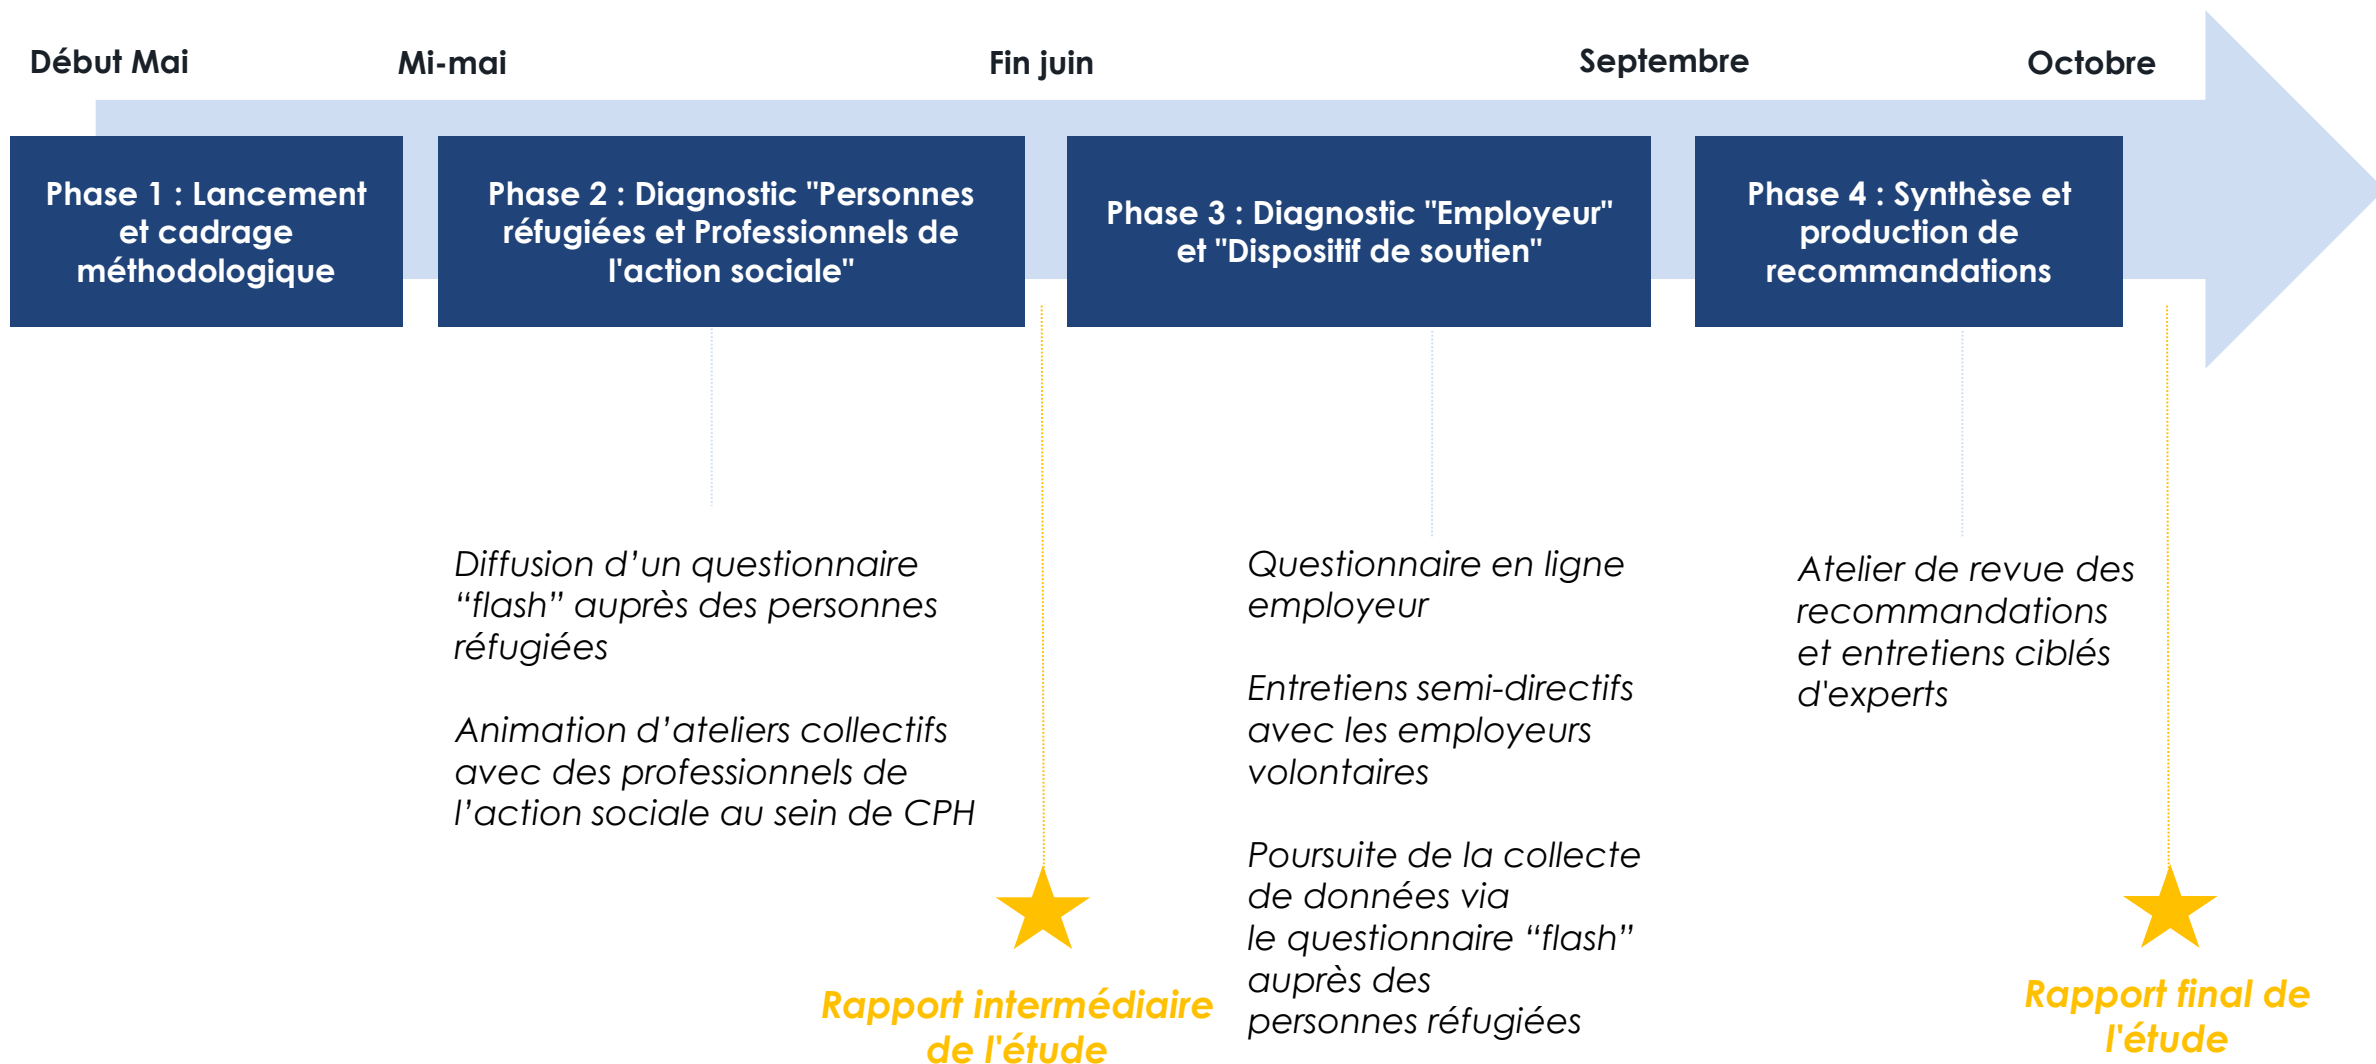 Début Mai
Mi-mai
Fin juin
Septembre
Octobre
Phase 1 : Lancement
et cadrage
méthodologique
Phase 2 : Diagnostic "Personnes
réfugiées et Professionnels de
l'action sociale"
Phase 3 : Diagnostic "Employeur"
et "Dispositif de soutien"
Phase 4 : Synthèse et
production de
recommandations
Diffusion d’un questionnaire
“flash” auprès des personnes
réfugiées
Animation d’ateliers collectifs
avec des professionnels de
l’action sociale au sein de CPH
Rapport intermédiaire
de l'étude
Questionnaire en ligne
employeur
Entretiens semi-directifs
avec les employeurs
volontaires
Poursuite de la collecte
de données via
le questionnaire “flash”
auprès des
personnes réfugiées
Atelier de revue des
recommandations
et entretiens ciblés
d'experts
Rapport final de
l'étude